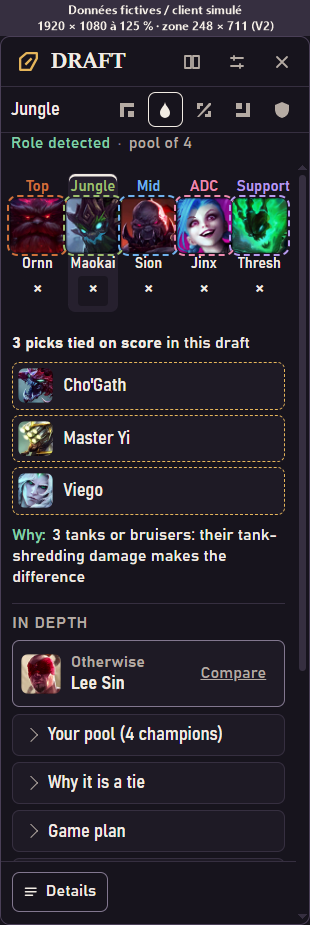 Données fictives / client simulé
1920 × 1080 à 125 % · zone 248 × 711 (V2)
DRAFT
Jungle
Role detected · pool of 4
Top Jungle Mid ADC Support
Ornn Maokai Sion Jinx Thresh
× × × × ×
3 picks tied on score in this draft
Cho'Gath
Master Yi
Viego
Why: 3 tanks or bruisers: their tank-
shredding damage makes the
difference
IN DEPTH
Otherwise
Lee Sin
Compare
Your pool (4 champions)
Why it is a tie
Game plan
Details